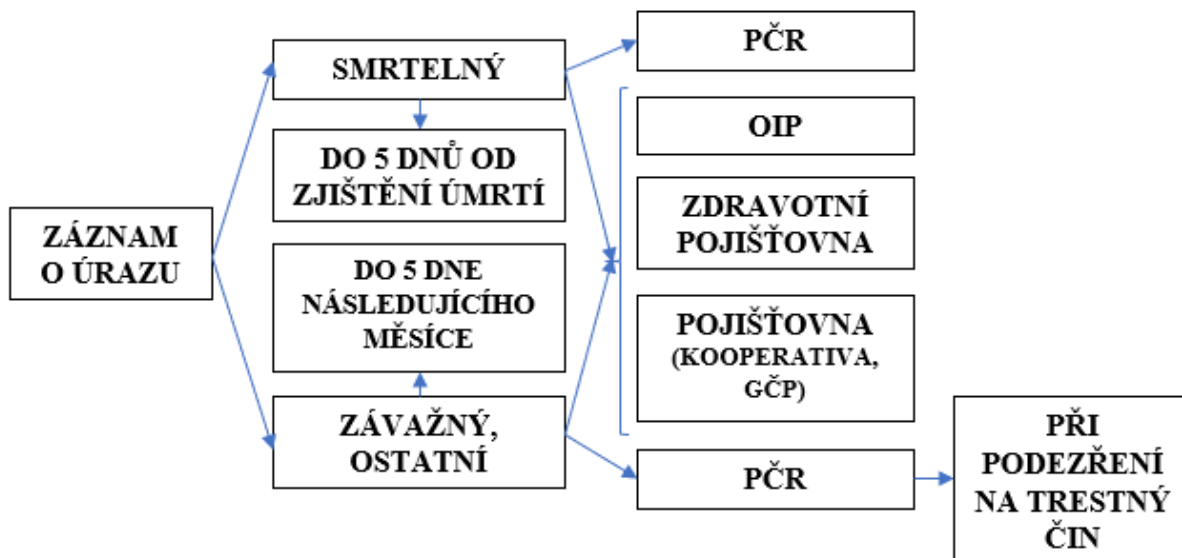 ZÁZNAM
O ÚRAZU
SMRTELNÝ
DO 5 DNŮ OD
ZJIŠTĚNÍ ÚMRTÍ
DO 5 DNE
NÁSLEDUJÍCÍHO
MĚSÍCE
ZÁVAŽNÝ,
OSTATNÍ
PČR
OIP
ZDRAVOTNÍ
POJIŠŤOVNA
POJIŠŤOVNA
(KOOPERATIVA,
GČP)
PČR
PŘI
PODEZŘENÍ
NA TRESTNÝ
ČIN